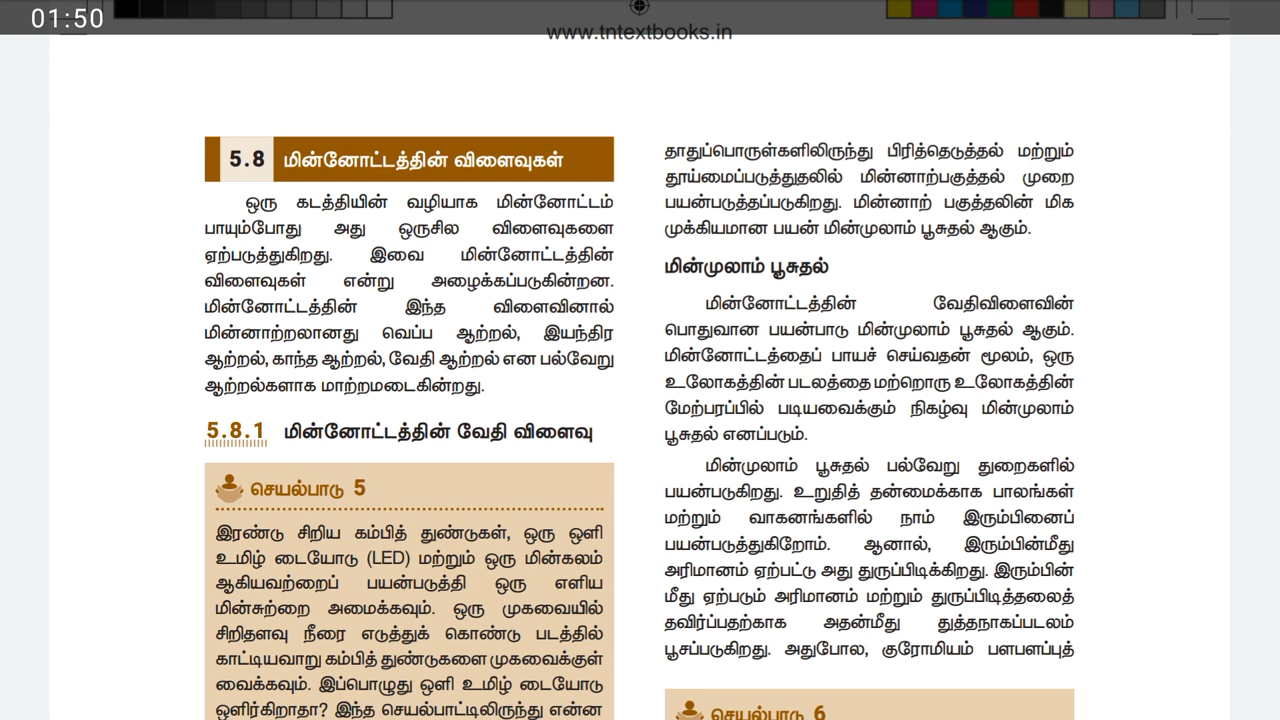 01:50
www.tntextbooks.in
5.8 மின்னோட்டத்தின் விளைவுகள்
ஒரு கடத்தியின் வழியாக மின்னோட்டம்
பாயும்போது அது ஒருசில விளைவுகளை
ஏற்படுத்துகிறது. இவை மின்னோட்டத்தின்
விளைவுகள் என்று அழைக்கப்படுகின்றன.
மின்னோட்டத்தின் இந்த விளைவினால்
மின்னாற்றலானது வெப்ப ஆற்றல், இயந்திர
ஆற்றல், காந்த ஆற்றல், வேதி ஆற்றல் என பல்வேறு
ஆற்றல்களாக மாற்றமடைகின்றது.
5.8.1 மின்னோட்டத்தின் வேதி விளைவு
செயல்பாடு 5
இரண்டு சிறிய கம்பித் துண்டுகள், ஒரு ஒளி
உமிழ் டையோடு (LED) மற்றும் ஒரு மின்கலம்
ஆகியவற்றைப் பயன்படுத்தி ஒரு எளிய
மின்சுற்றை அமைக்கவும். ஒரு முகவையில்
சிறிதளவு நீரை எடுத்துக் கொண்டு படத்தில்
காட்டியவாறு கம்பித் துண்டுகளை முகவைக்குள்
வைக்கவும். இப்பொழுது ஒளி உமிழ் டையோடு
ஒளிர்கிறாதா? இந்த செயல்பாட்டிலிருந்து என்ன
தாதுப்பொருள்களிலிருந்து பிரித்தெடுத்தல் மற்றும்
தூய்மைப்படுத்துதலில் மின்னாற்பகுத்தல் முறை
பயன்படுத்தப்படுகிறது. மின்னாற் பகுத்தலின் மிக
முக்கியமான பயன் மின்முலாம் பூசுதல் ஆகும்.
மின்முலாம் பூசுதல்
மின்னோட்டத்தின் வேதிவிளைவின்
பொதுவான பயன்பாடு மின்முலாம் பூசுதல் ஆகும்.
மின்னோட்டத்தைப் பாயச் செய்வதன் மூலம், ஒரு
உலோகத்தின் படலத்தை மற்றொரு உலோகத்தின்
மேற்பரப்பில் படியவைக்கும் நிகழ்வு மின்முலாம்
பூசுதல் எனப்படும்.
மின்முலாம் பூசுதல் பல்வேறு துறைகளில்
பயன்படுகிறது. உறுதித் தன்மைக்காக பாலங்கள்
மற்றும் வாகனங்களில் நாம் இரும்பினைப்
பயன்படுத்துகிறோம். ஆனால், இரும்பின்மீது
அரிமானம் ஏற்பட்டு அது துருப்பிடிக்கிறது. இரும்பின்
மீது ஏற்படும் அரிமானம் மற்றும் துருப்பிடித்தலைத்
தவிர்ப்பதற்காக அதன்மீது துத்தநாகப்படலம்
பூசப்படுகிறது. அதுபோல, குரோமியம் பளபளப்புத்
செயல்பாடு 6